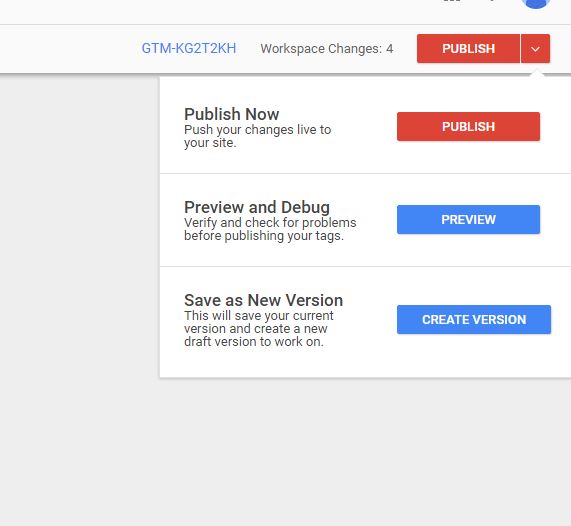 GTM-KG2T2KH Workspace Changes: 4 PUBLISH
Publish Now
Push your changes live to
your site.
PUBLISH
Preview and Debug
Verify and check for problems
before publishing your tags.
PREVIEW
Save as New Version
This will save your current
version and create a new
draft version to work on.
CREATE VERSION